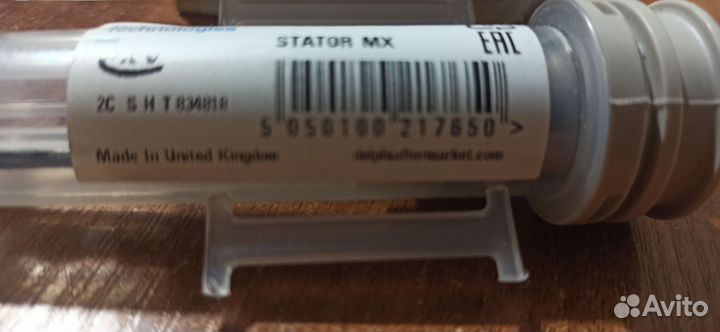 Technologies
STATOR MX
EAC
2C S H T 834818
5 050100 217650 >
Made In United Kingdom
delphiaftermarket.com
Avito